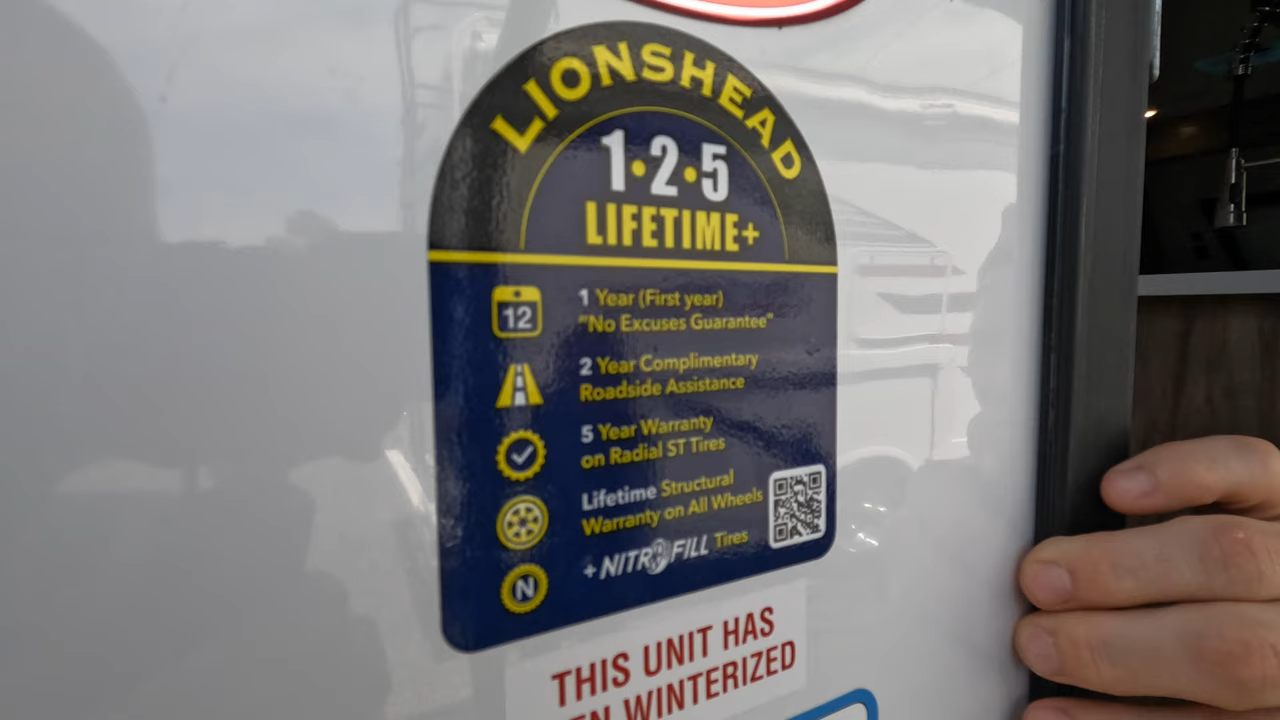 LIONSHEAD
1•2•5
LIFETIME+
12
1 Year (First year)
"No Excuses Guarantee"
2 Year Complimentary
Roadside Assistance
5 Year Warranty
on Radial ST Tires
Lifetime Structural
Warranty on All Wheels
N
+NITROFILL Tires
THIS UNIT HAS
WINTERIZED